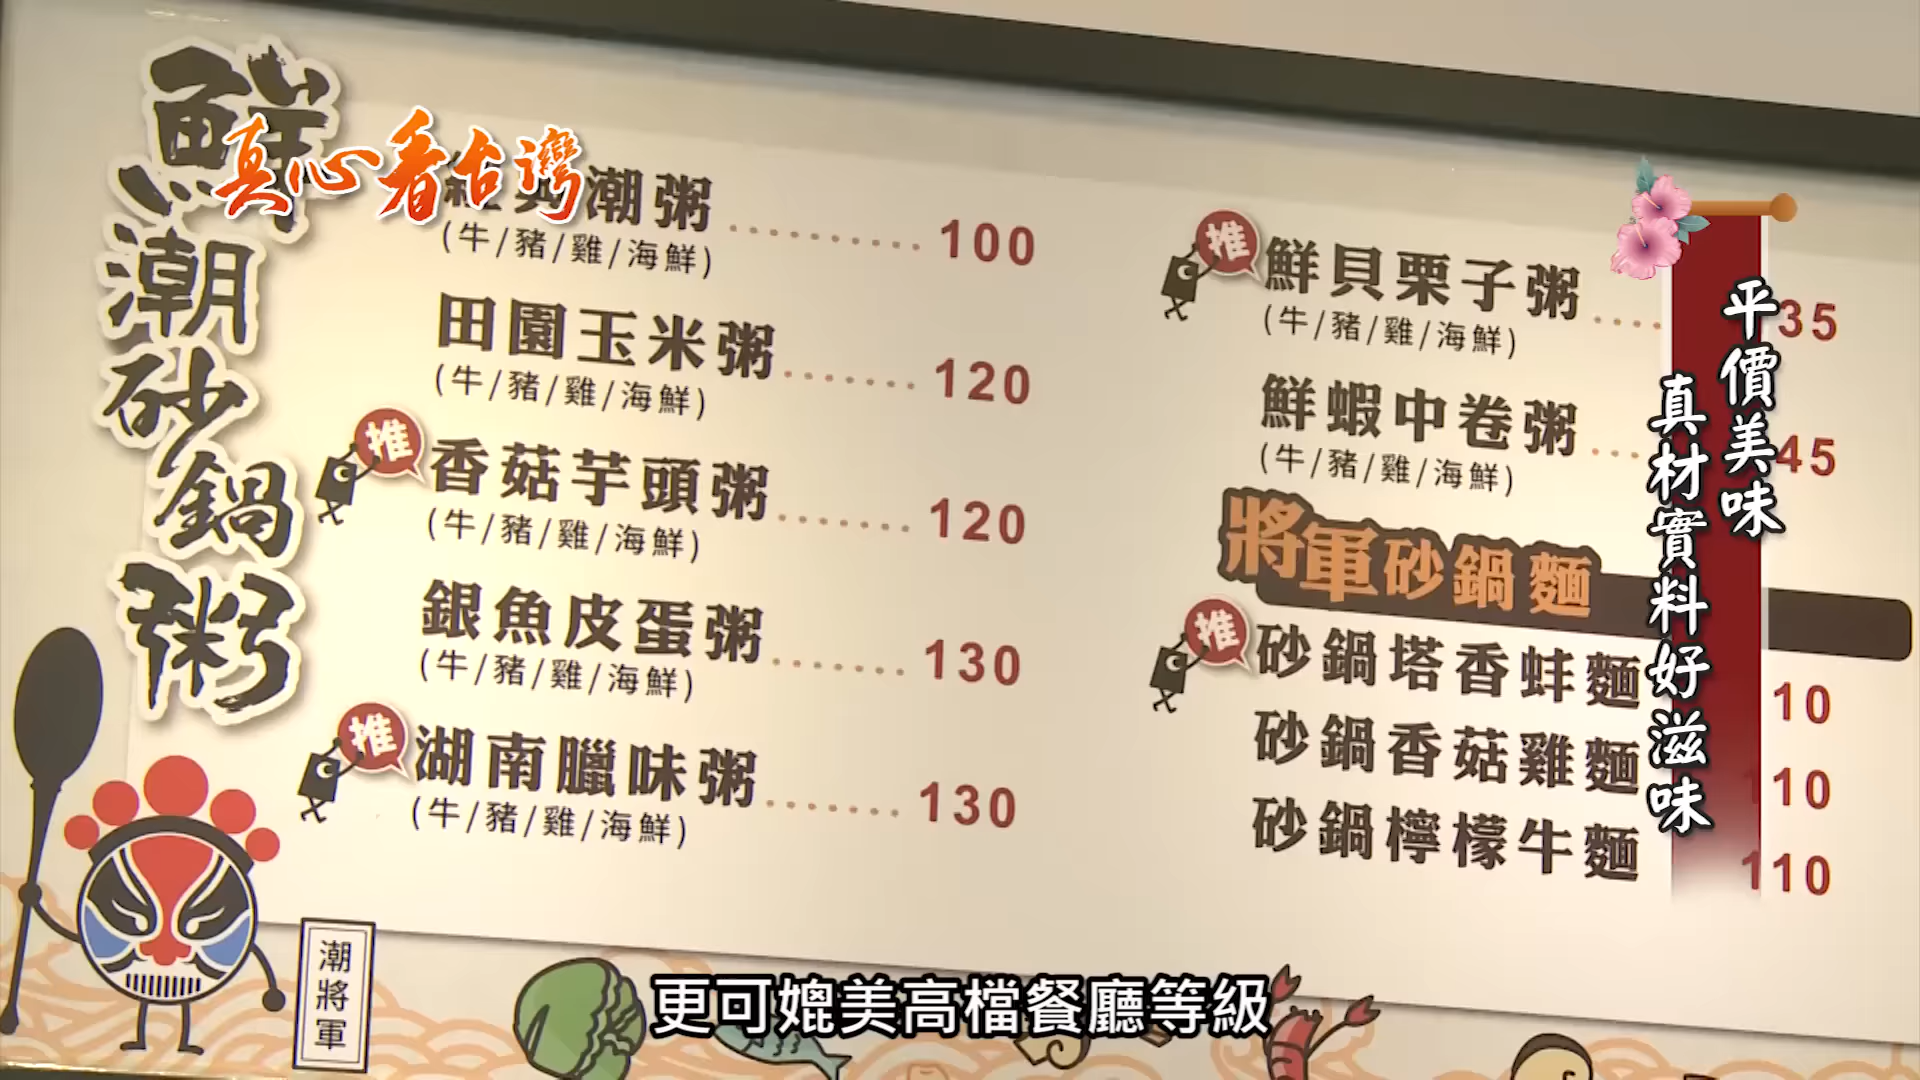 鮮潮砂鍋粥
真心看台灣
經典潮粥 100
(牛/豬/雞/海鮮)
田園玉米粥 120
(牛/豬/雞/海鮮)
推 香菇芋頭粥 120
(牛/豬/雞/海鮮)
銀魚皮蛋粥 130
(牛/豬/雞/海鮮)
推 湖南臘味粥 130
(牛/豬/雞/海鮮)
推 鮮貝栗子粥 35
(牛/豬/雞/海鮮)
鮮蝦中卷粥 45
(牛/豬/雞/海鮮)
將軍砂鍋麵
推 砂鍋塔香蚌麵 10
砂鍋香菇雞麵 110
砂鍋檸檬牛麵 110
平價美味
真材實料好滋味
潮將軍
更可媲美高檔餐廳等級